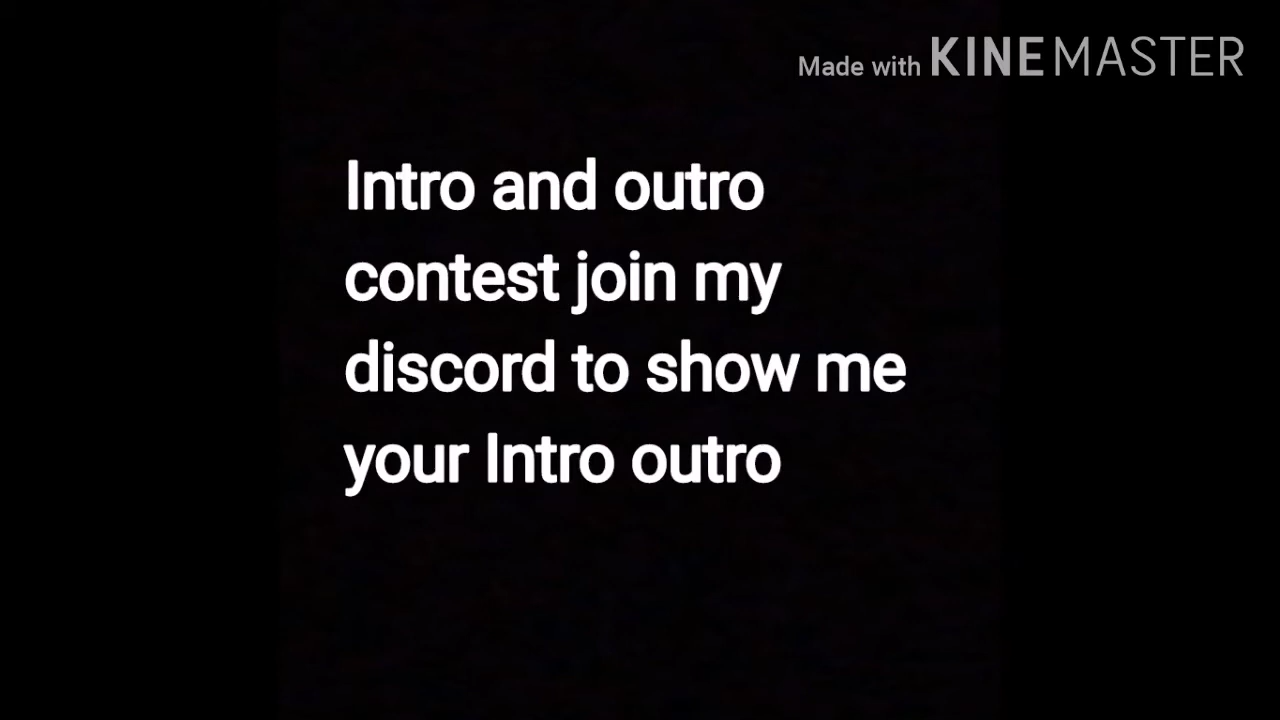 Made with KINEMASTER
Intro and outro
contest join my
discord to show me
your Intro outro